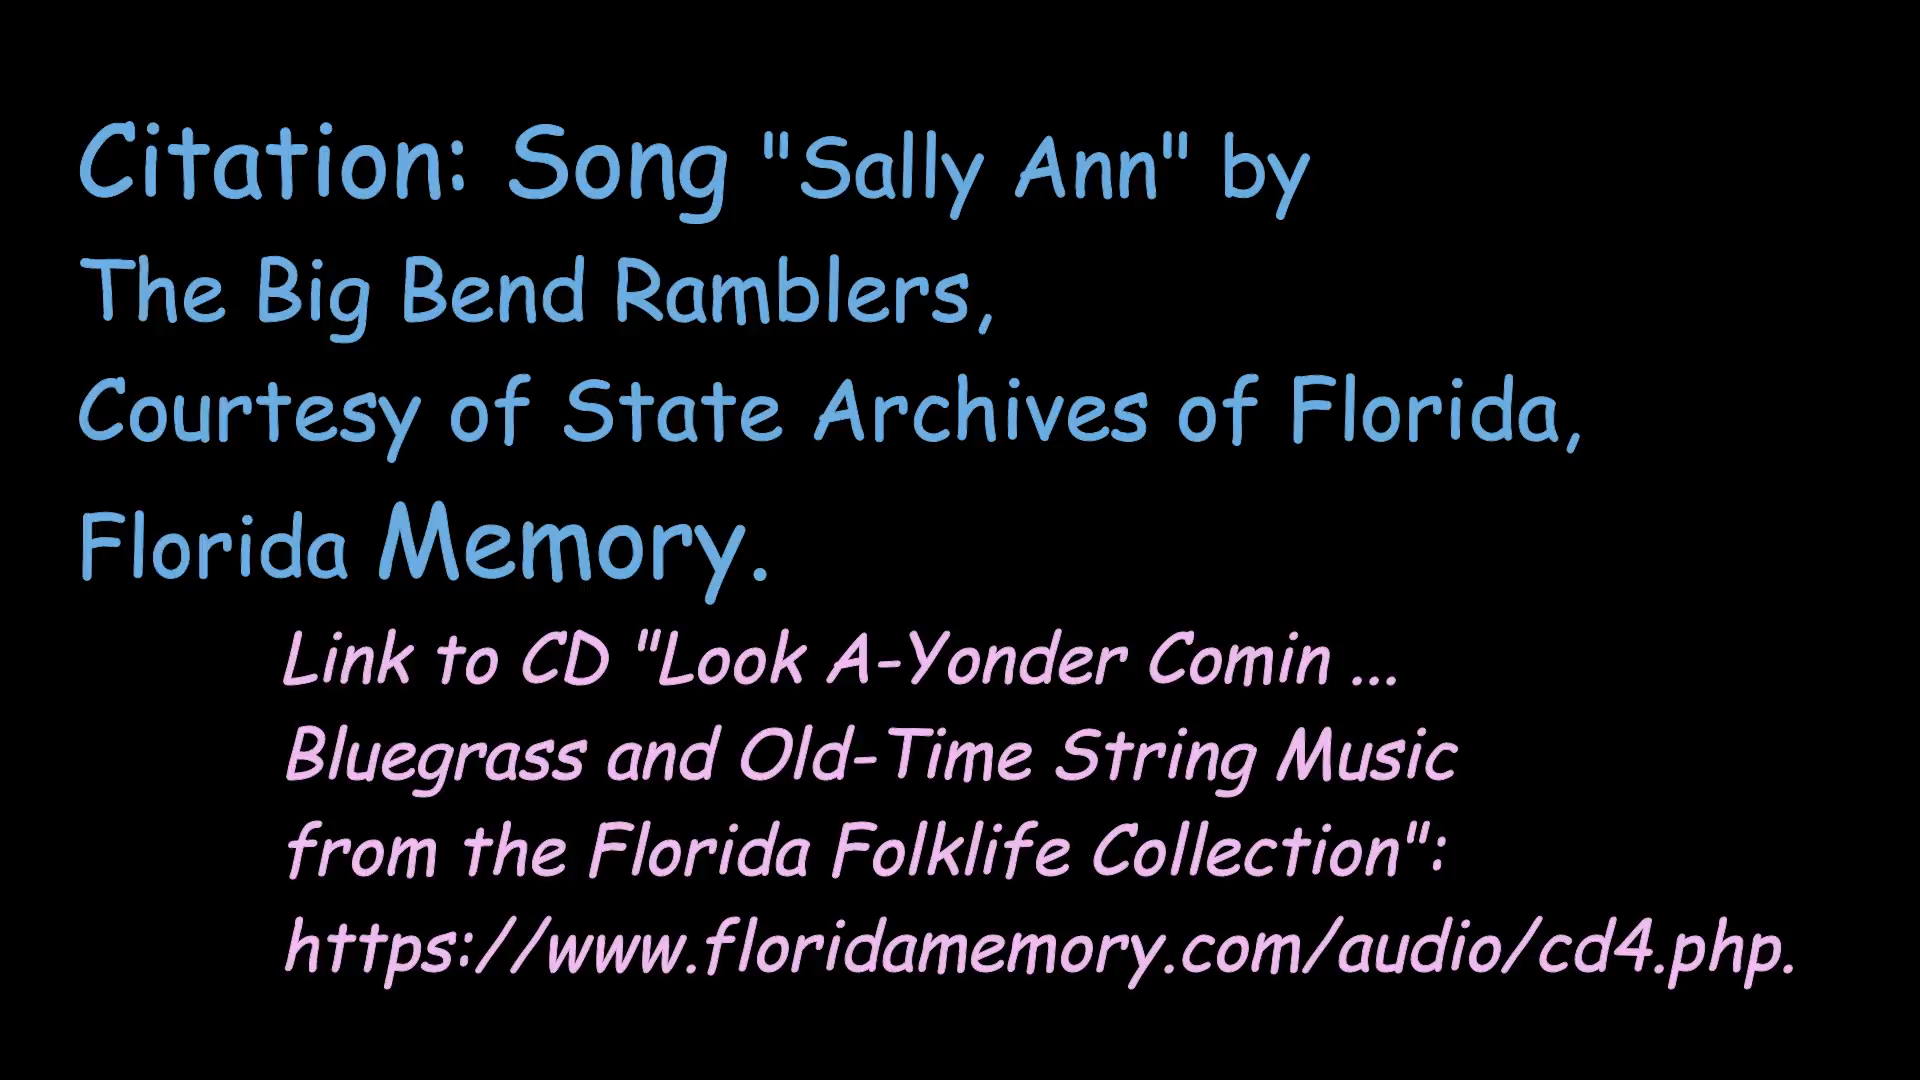 Citation: Song "Sally Ann" by
The Big Bend Ramblers,
Courtesy of State Archives of Florida,
Florida Memory.
Link to CD "Look A-Yonder Comin ...
Bluegrass and Old-Time String Music
from the Florida Folklife Collection":
https://www.floridamemory.com/audio/cd4.php.